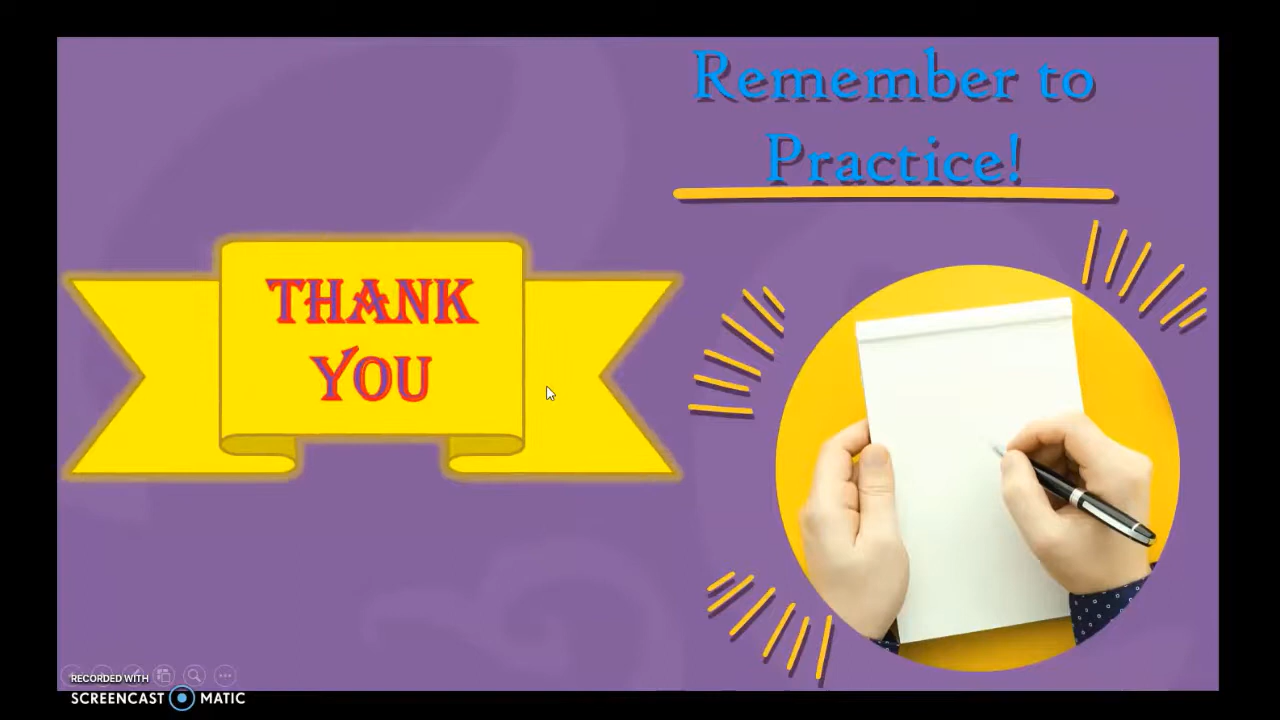 Remember to
Practice!
THANK
YOU
RECORDED WITH
SCREENCAST MATIC